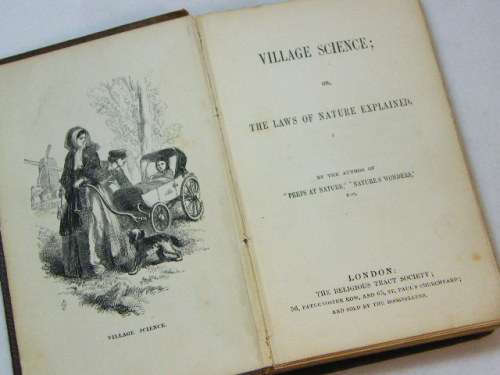 VILLAGE SCIENCE.
VILLAGE SCIENCE;
OR,
THE LAWS OF NATURE EXPLAINED.
BY THE AUTHOR OF
"PEEPS AT NATURE," "NATURE'S WONDERS,"
ETC.
LONDON:
THE RELIGIOUS TRACT SOCIETY;
56, PATERNOSTER ROW, AND 65, ST. PAUL'S CHURCHYARD;
AND SOLD BY THE BOOKSELLERS.